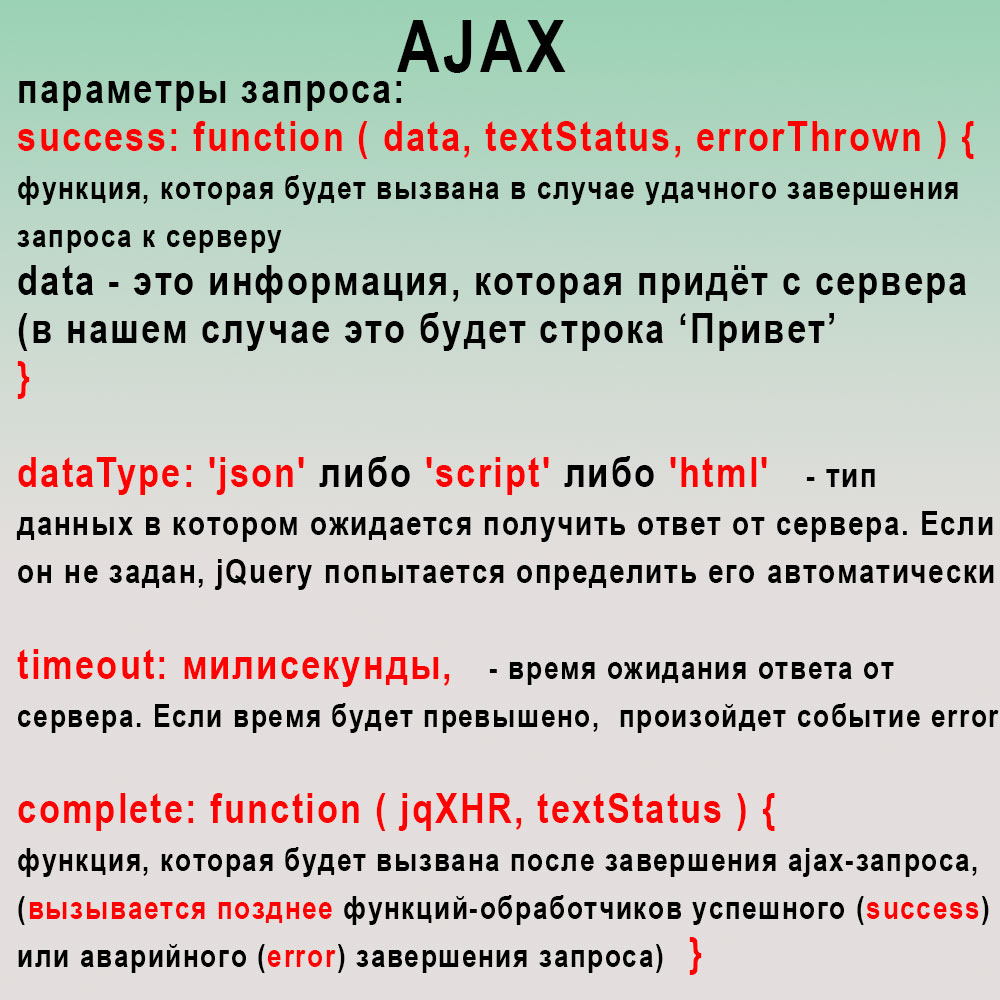 AJAX
параметры запроса:
success: function ( data, textStatus, errorThrown ) {
функция, которая будет вызвана в случае удачного завершения
запроса к серверу
data - это информация, которая придёт с сервера
(в нашем случае это будет строка ‘Привет’
}
dataType: 'json' либо 'script' либо 'html' - тип
данных в котором ожидается получить ответ от сервера. Если
он не задан, jQuery попытается определить его автоматически
timeout: милисекунды, - время ожидания ответа от
сервера. Если время будет превышено, произойдет событие error
complete: function ( jqXHR, textStatus ) {
функция, которая будет вызвана после завершения ajax-запроса,
(вызывается позднее функций-обработчиков успешного (success)
или аварийного (error) завершения запроса) }